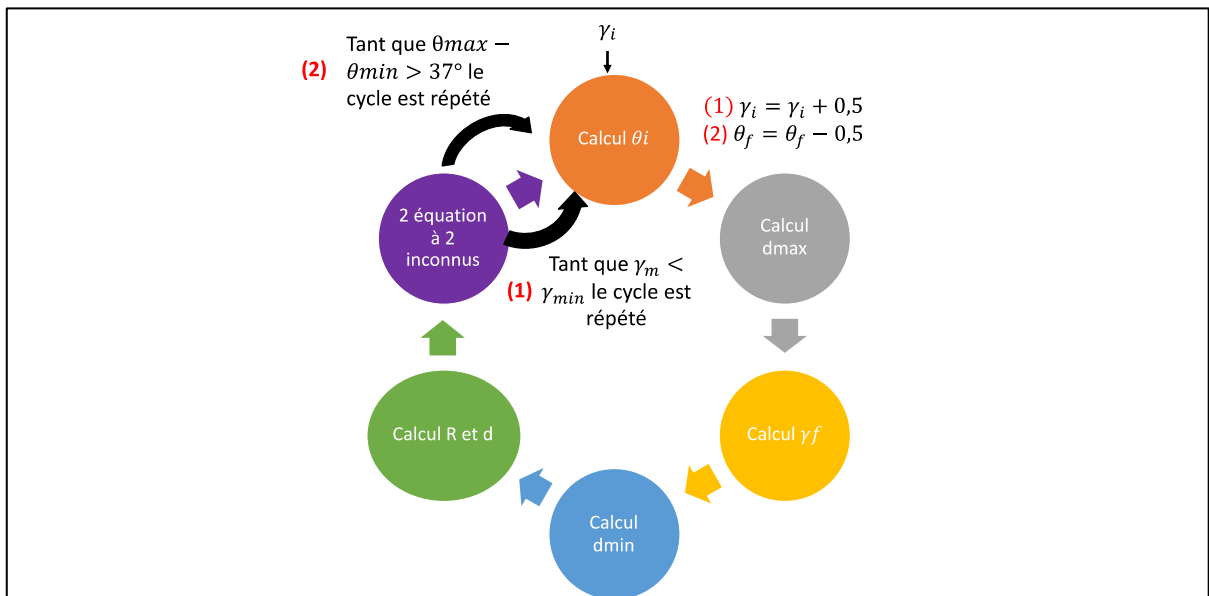 γᵢ
Tant que θmax −
(2) θmin > 37° le
cycle est répété
(1) γᵢ = γᵢ + 0,5
(2) θ_f = θ_f − 0,5
Calcul θi
2 équation
à 2
inconnus
Calcul
dmax
Tant que γₘ <
(1) γₘᵢₙ le cycle est
répété
Calcul R et d
Calcul γf
Calcul
dmin